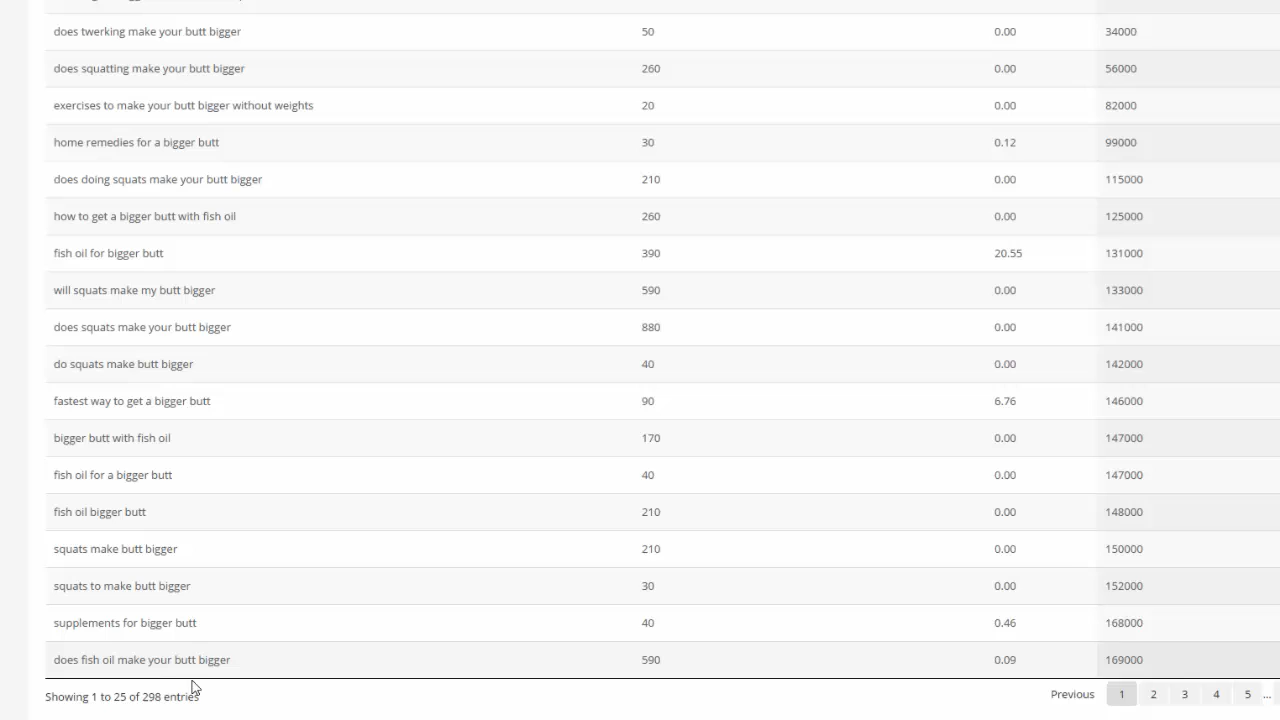 does twerking make your butt bigger 50 0.00 34000
does squatting make your butt bigger 260 0.00 56000
exercises to make your butt bigger without weights 20 0.00 82000
home remedies for a bigger butt 30 0.12 99000
does doing squats make your butt bigger 210 0.00 115000
how to get a bigger butt with fish oil 260 0.00 125000
fish oil for bigger butt 390 20.55 131000
will squats make my butt bigger 590 0.00 133000
does squats make your butt bigger 880 0.00 141000
do squats make butt bigger 40 0.00 142000
fastest way to get a bigger butt 90 6.76 146000
bigger butt with fish oil 170 0.00 147000
fish oil for a bigger butt 40 0.00 147000
fish oil bigger butt 210 0.00 148000
squats make butt bigger 210 0.00 150000
squats to make butt bigger 30 0.00 152000
supplements for bigger butt 40 0.46 168000
does fish oil make your butt bigger 590 0.09 169000
Showing 1 to 25 of 298 entries Previous 1 2 3 4 5 ...